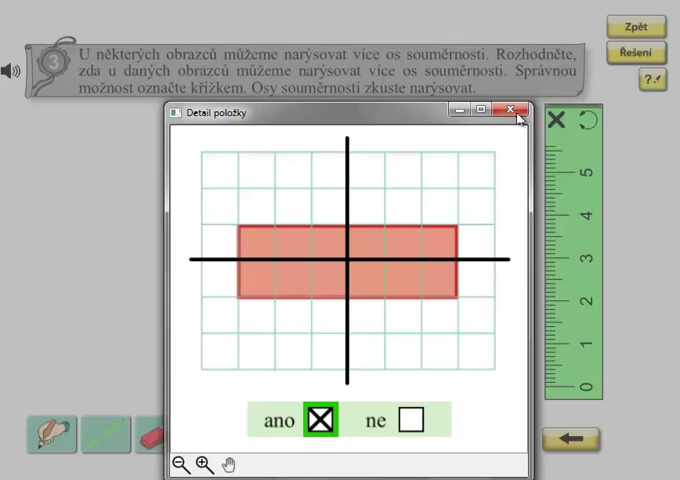 Zpět
3
U některých obrazců můžeme narýsovat více os souměrnosti. Rozhodněte,
zda u daných obrazců můžeme narýsovat více os souměrnosti. Správnou
možnost označte křížkem. Osy souměrnosti zkuste narýsovat.
Řešení
?
Detail položky
5
4
3
2
1
0
ano ne